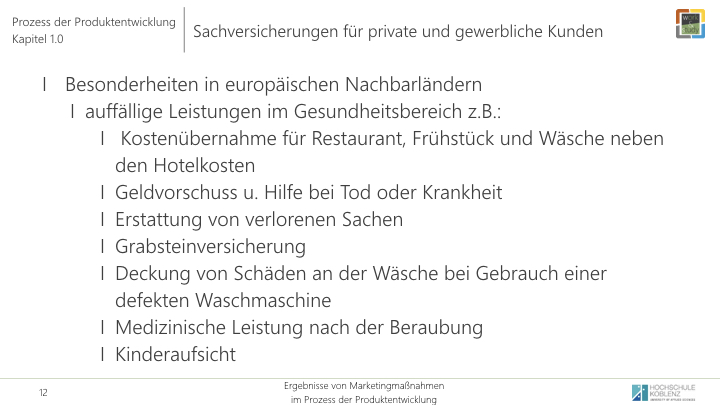 Prozess der Produktentwicklung
Kapitel 1.0
Sachversicherungen für private und gewerbliche Kunden
work
study
l Besonderheiten in europäischen Nachbarländern
l auffällige Leistungen im Gesundheitsbereich z.B.:
l Kostenübernahme für Restaurant, Frühstück und Wäsche neben
den Hotelkosten
l Geldvorschuss u. Hilfe bei Tod oder Krankheit
l Erstattung von verlorenen Sachen
l Grabsteinversicherung
l Deckung von Schäden an der Wäsche bei Gebrauch einer
defekten Waschmaschine
l Medizinische Leistung nach der Beraubung
l Kinderaufsicht
12
Ergebnisse von Marketingmaßnahmen
im Prozess der Produktentwicklung
HOCHSCHULE
KOBLENZ
UNIVERSITY OF APPLIED SCIENCES